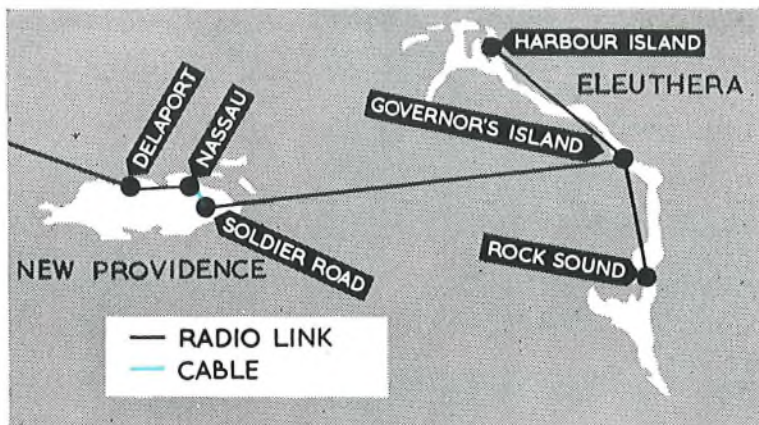 HARBOUR ISLAND
ELEUTHERA
GOVERNOR'S ISLAND
DELAPORT
NASSAU
SOLDIER ROAD
ROCK SOUND
NEW PROVIDENCE
RADIO LINK
CABLE